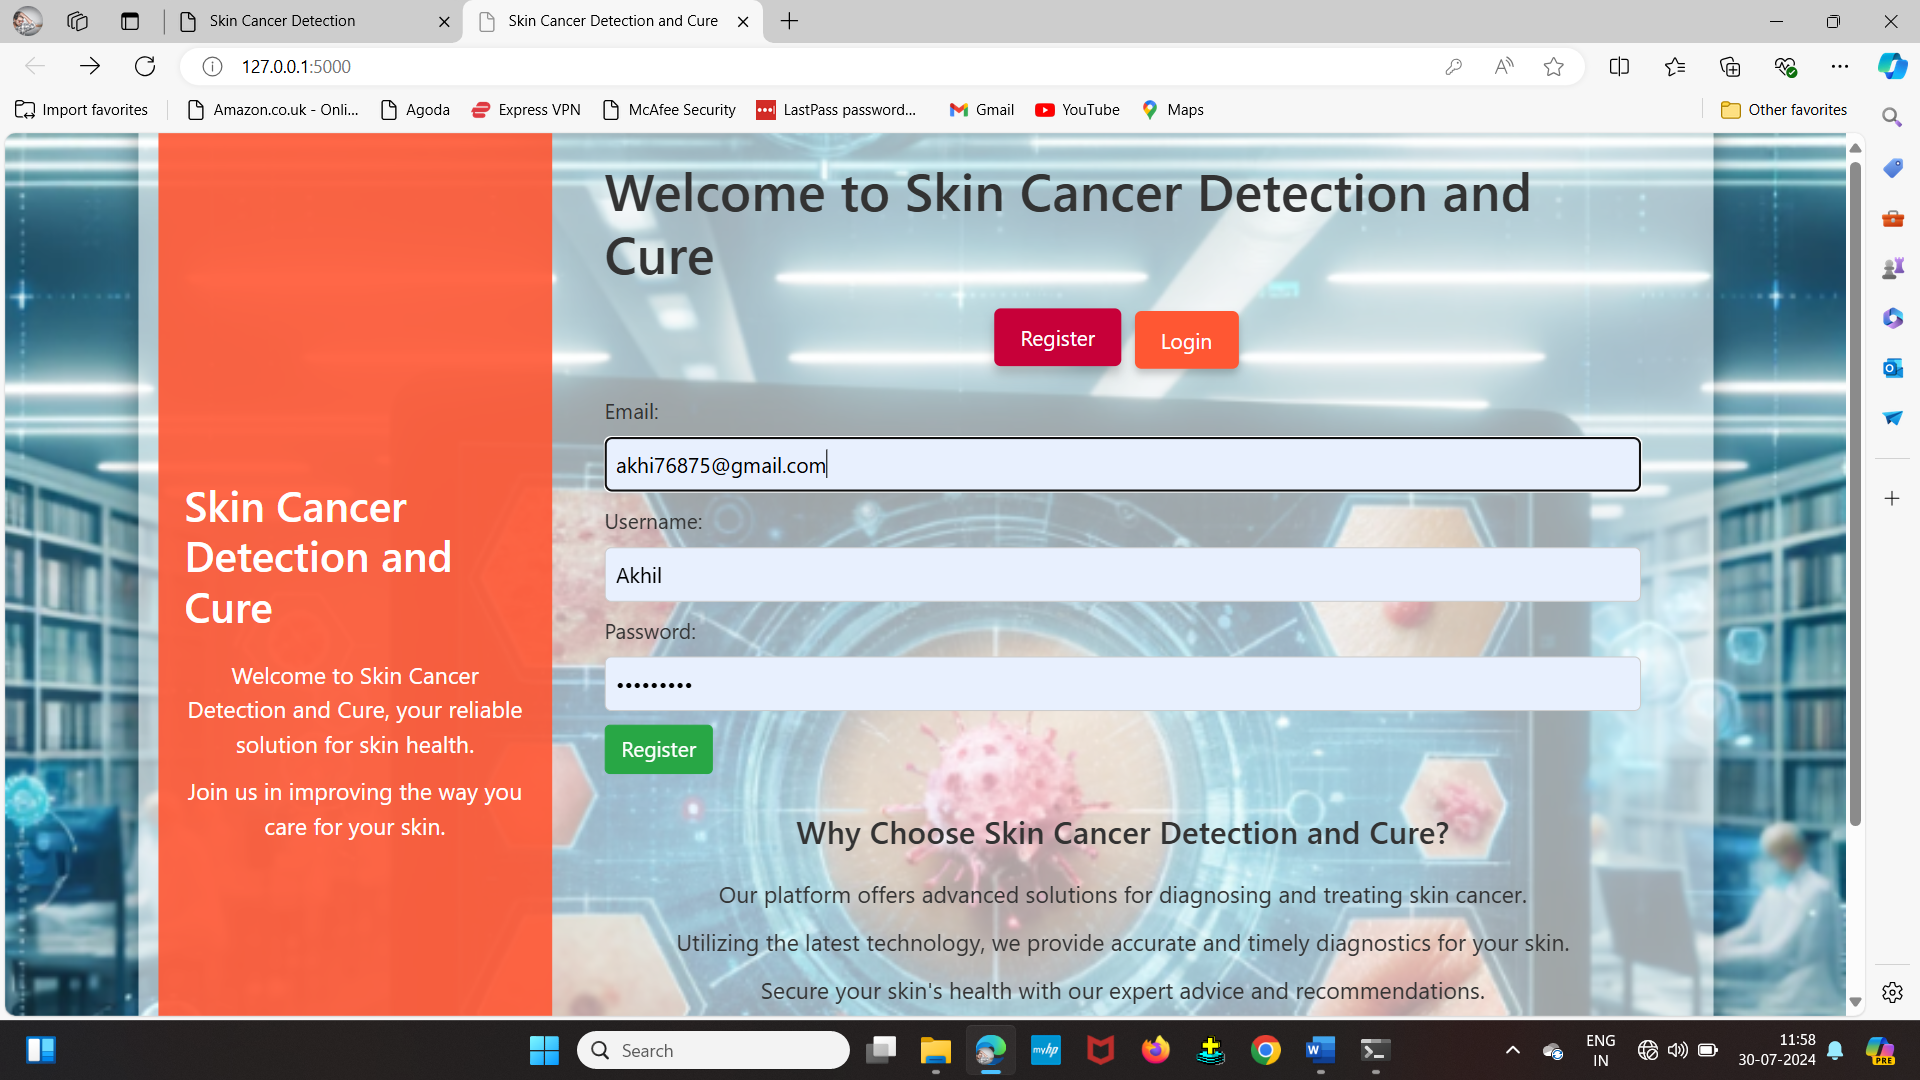 Skin Cancer Detection
Skin Cancer Detection and Cure
127.0.0.1:5000
Import favorites
Amazon.co.uk - Onli...
Agoda
Express VPN
McAfee Security
LastPass password...
Gmail
YouTube
Maps
Other favorites
Skin Cancer
Detection and
Cure
Welcome to Skin Cancer
Detection and Cure, your reliable
solution for skin health.
Join us in improving the way you
care for your skin.
Welcome to Skin Cancer Detection and
Cure
Register
Login
Email:
akhi76875@gmail.com
Username:
Akhil
Password:
•••••••••
Register
Why Choose Skin Cancer Detection and Cure?
Our platform offers advanced solutions for diagnosing and treating skin cancer.
Utilizing the latest technology, we provide accurate and timely diagnostics for your skin.
Secure your skin's health with our expert advice and recommendations.
Search
myhp
ENG
IN
11:58
30-07-2024
PRE